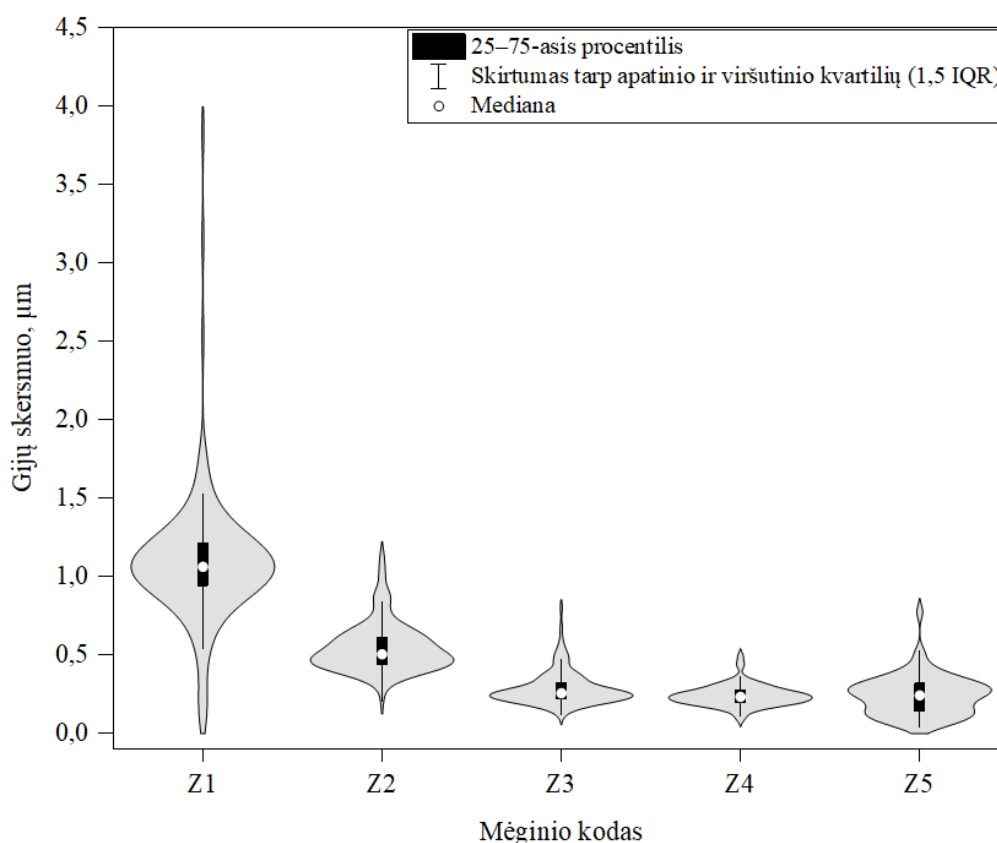 4,5
4,0
3,5
3,0
2,5
2,0
1,5
1,0
0,5
0,0
Gijų skersmuo, µm
25–75-asis procentilis
Skirtumas tarp apatinio ir viršutinio kvartilių (1,5 IQR)
Mediana
Z1 Z2 Z3 Z4 Z5
Mėginio kodas